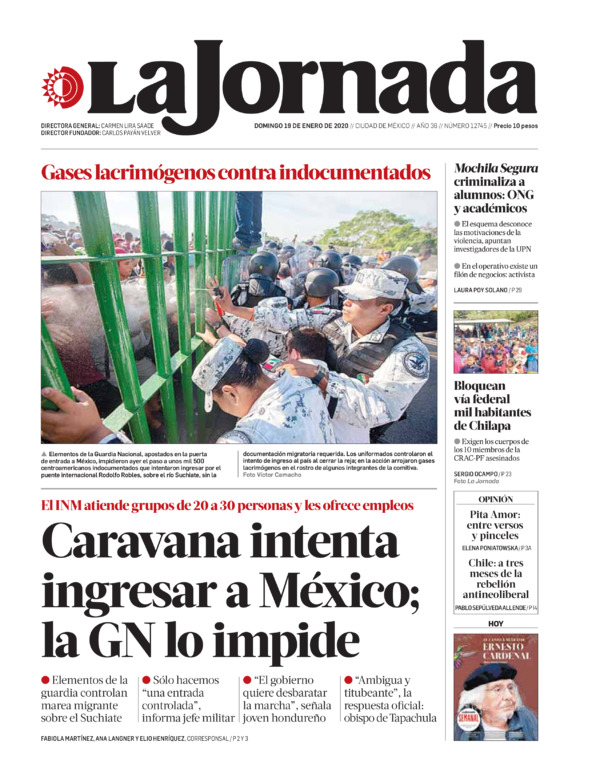 La Jornada
DIRECTORA GENERAL: CARMEN LIRA SAADE
DIRECTOR FUNDADOR: CARLOS PAYÁN VELVER
DOMINGO 19 DE ENERO DE 2020 // CIUDAD DE MÉXICO // AÑO 36 // NÚMERO 12745 // Precio 10 pesos
Gases lacrimógenos contra indocumentados
▲ Elementos de la Guardia Nacional, apostados en la puerta
de entrada a México, impidieron ayer el paso a unos mil 500
centroamericanos indocumentados que intentaron ingresar por el
puente internacional Rodolfo Robles, sobre el río Suchiate, sin la
documentación migratoria requerida. Los uniformados controlaron el
intento de ingreso al país al cerrar la reja; en la acción arrojaron gases
lacrimógenos en el rostro de algunos integrantes de la comitiva.
Foto Víctor Camacho
El INM atiende grupos de 20 a 30 personas y les ofrece empleos
Caravana intenta
ingresar a México;
la GN lo impide
● Elementos de la
guardia controlan
marea migrante
sobre el Suchiate
● Sólo hacemos
“una entrada
controlada”,
informa jefe militar
● “El gobierno
quiere desbaratar
la marcha”, señala
joven hondureño
● “Ambigua y
titubeante”, la
respuesta oficial:
obispo de Tapachula
FABIOLA MARTÍNEZ, ANA LANGNER Y ELIO HENRÍQUEZ, CORRESPONSAL / P 2 Y 3
Mochila Segura
criminaliza a
alumnos: ONG
y académicos
● El esquema desconoce
las motivaciones de la
violencia, apuntan
investigadores de la UPN
● En el operativo existe un
filón de negocios: activista
LAURA POY SOLANO / P 29
Bloquean
vía federal
mil habitantes
de Chilapa
● Exigen los cuerpos de
los 10 miembros de la
CRAC-PF asesinados
SERGIO OCAMPO / P 23
Foto La Jornada
OPINIÓN
Pita Amor:
entre versos
y pinceles
ELENA PONIATOWSKA / P 3A
Chile: a tres
meses de la
rebelión
antineoliberal
PABLO SEPÚLVEDA ALLENDE / P 14
HOY
ERNESTO
CARDENAL
SEMANAL